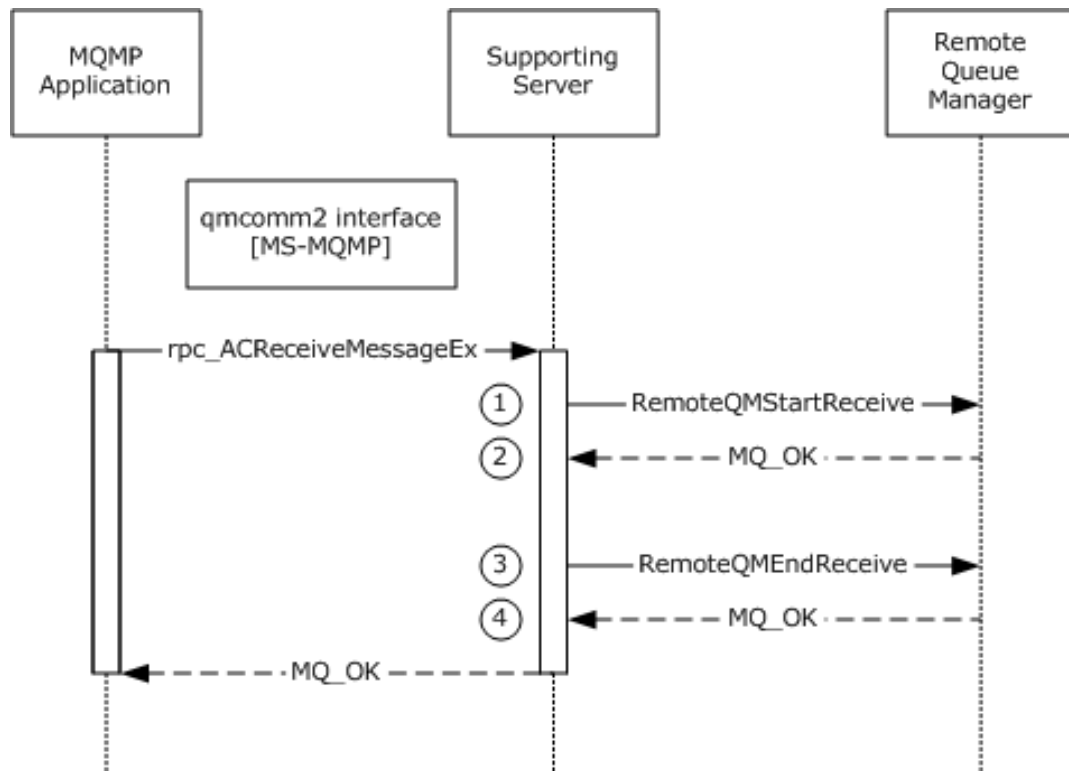 MQMP
Application
Supporting
Server
Remote
Queue
Manager
qmcomm2 interface
[MS-MQMP]
rpc_ACReceiveMessageEx
1
RemoteQMStartReceive
2
MQ_OK
3
RemoteQMEndReceive
4
MQ_OK
MQ_OK